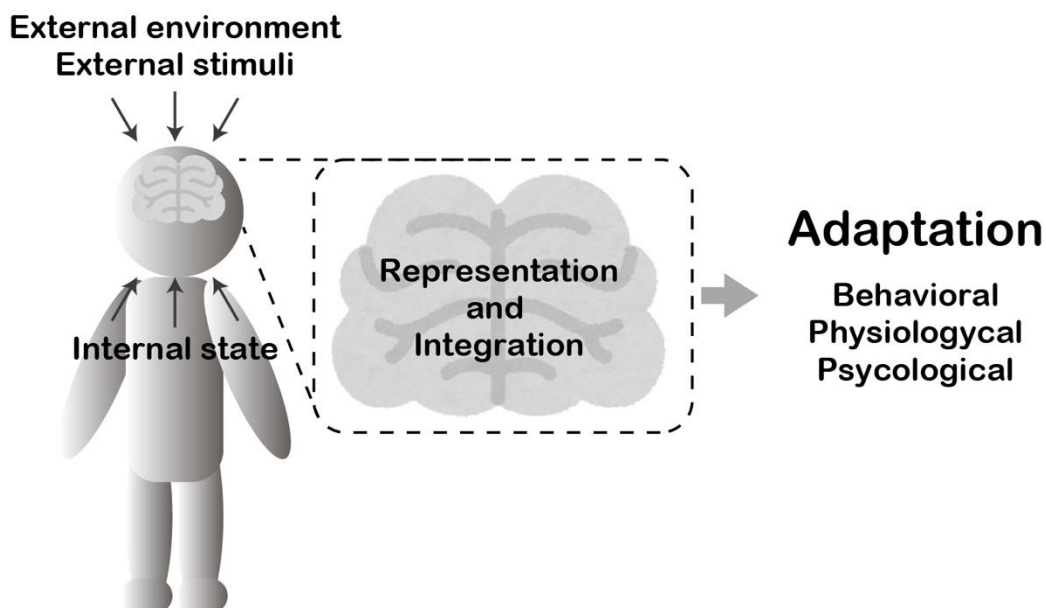 External environment
External stimuli
Internal state
Representation
and
Integration
Adaptation
Behavioral
Physiologycal
Psycological